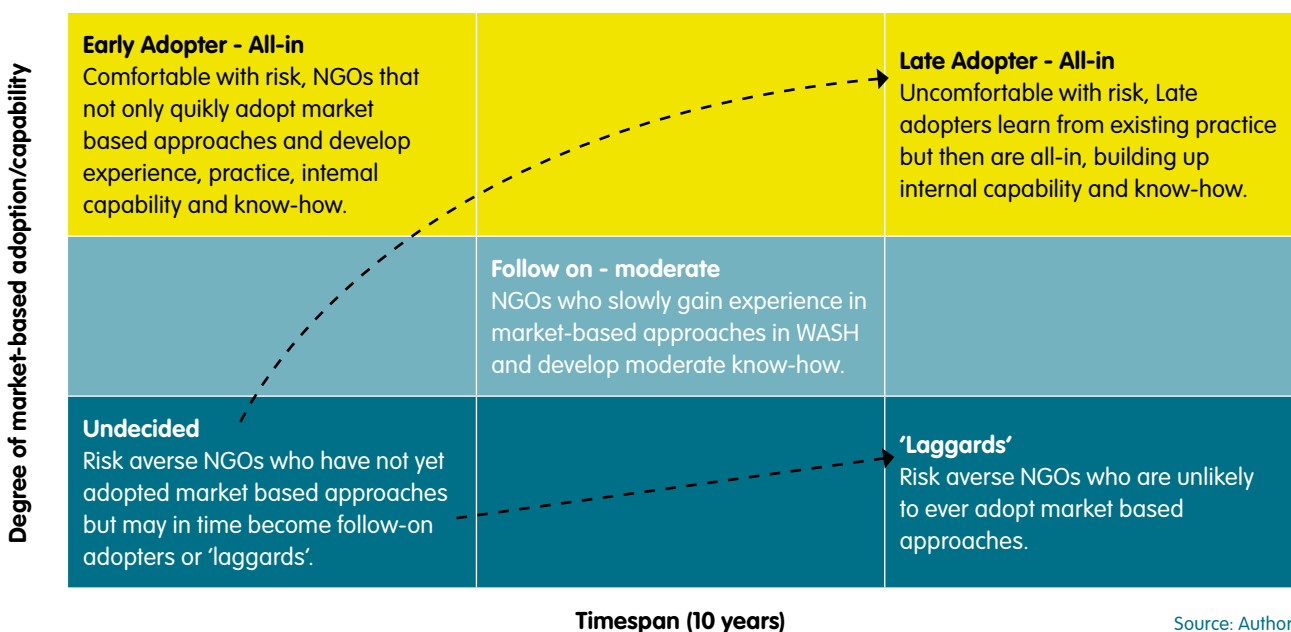 Degree of market-based adoption/capability
Early Adopter - All-in
Comfortable with risk, NGOs that
not only quikly adopt market
based approaches and develop
experience, practice, internal
capability and know-how.
Late Adopter - All-in
Uncomfortable with risk, Late
adopters learn from existing practice
but then are all-in, building up
internal capability and know-how.
Follow on - moderate
NGOs who slowly gain experience in
market-based approaches in WASH
and develop moderate know-how.
Undecided
Risk averse NGOs who have not yet
adopted market based approaches
but may in time become follow-on
adopters or 'laggards'.
'Laggards'
Risk averse NGOs who are unlikely
to ever adopt market based
approaches.
Timespan (10 years)
Source: Author